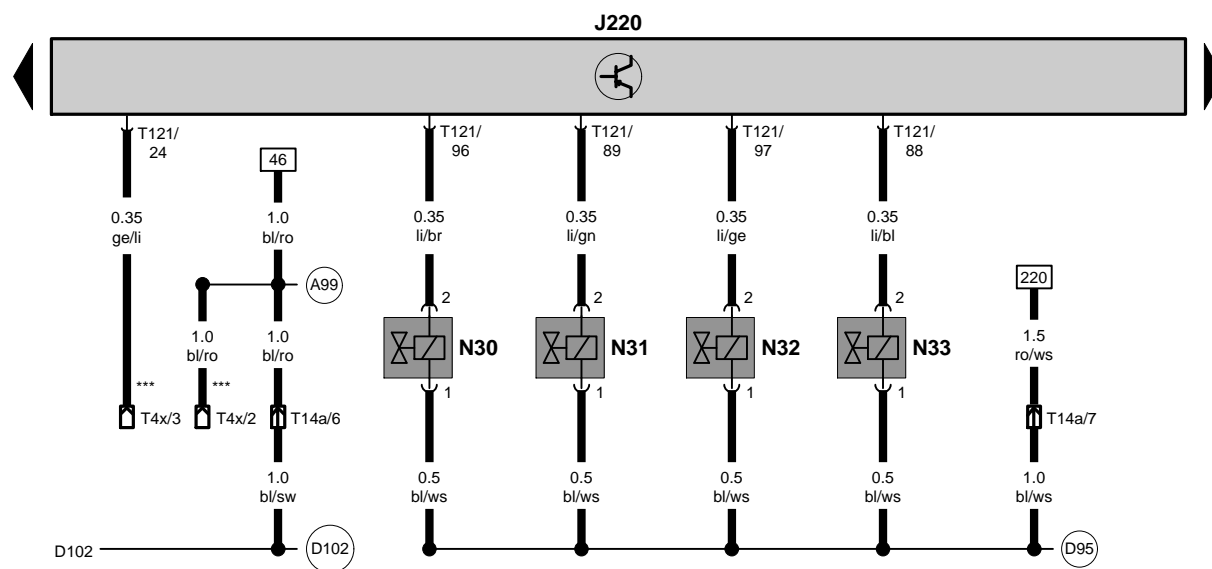 J220
T121/
24
T121/
96
T121/
89
T121/
97
T121/
88
46
0.35
ge/li
1.0
bl/ro
0.35
li/br
0.35
li/gn
0.35
li/ge
0.35
li/bl
A99
220
2
2
2
2
1.0
bl/ro
1.0
bl/ro
N30
N31
N32
N33
1.5
ro/ws
***
***
1
1
1
1
T4x/3
T4x/2
T14a/6
T14a/7
1.0
bl/sw
0.5
bl/ws
0.5
bl/ws
0.5
bl/ws
0.5
bl/ws
1.0
bl/ws
D102
D102
D95